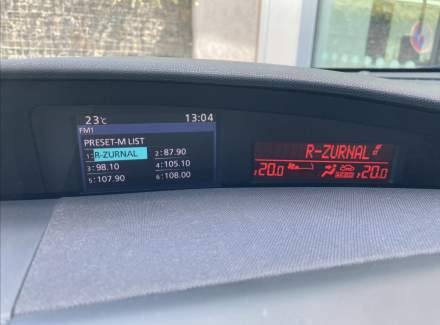 23°C 13:04
FM1
PRESET-M LIST
1:R-ZURNAL 2:87.90
3:98.10 4:105.10
5:107.90 6:108.00
R-ZURNAL
20.0 20.0